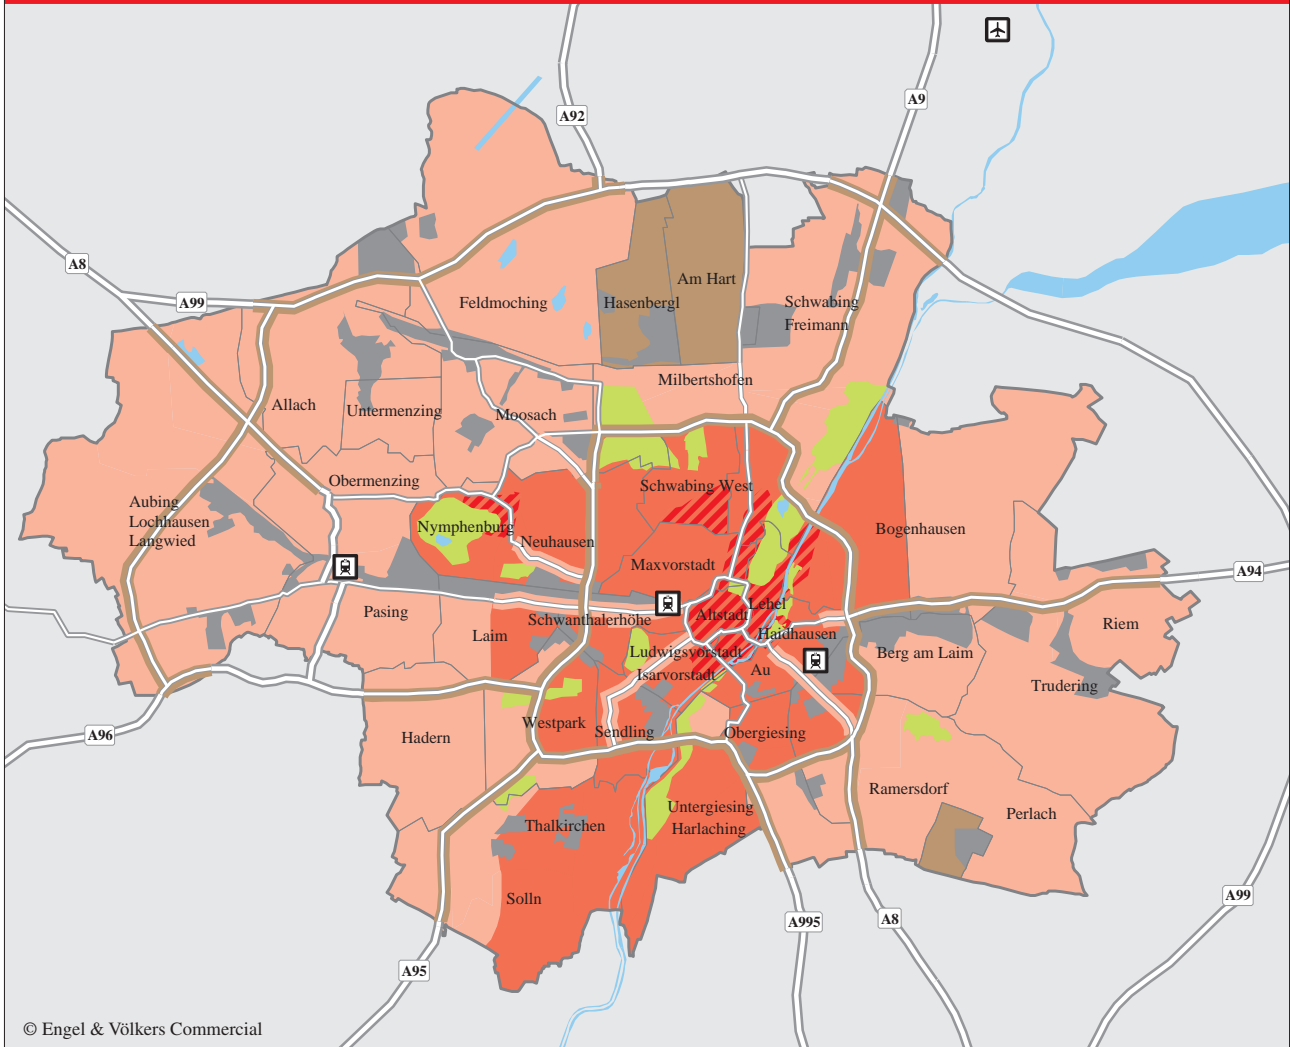 A92
A9
A8
A99
Feldmoching
Hasenbergl
Am Hart
Schwabing
Freimann
Milbertshofen
Allach
Untermenzing
Moosach
Obermenzing
Schwabing West
Aubing
Lochhausen
Langwied
Nymphenburg
Neuhausen
Bogenhausen
Maxvorstadt
A94
Pasing
Laim
Schwanthalerhöhe
Altstadt
Lehel
Haidhausen
Riem
Ludwigsvorstadt
Isarvorstadt
Au
Berg am Laim
Trudering
A96
Hadern
Westpark
Sendling
Obergiesing
Ramersdorf
Perlach
Thalkirchen
Untergiesing
Harlaching
Solln
A99
A995
A8
A95
© Engel & Völkers Commercial